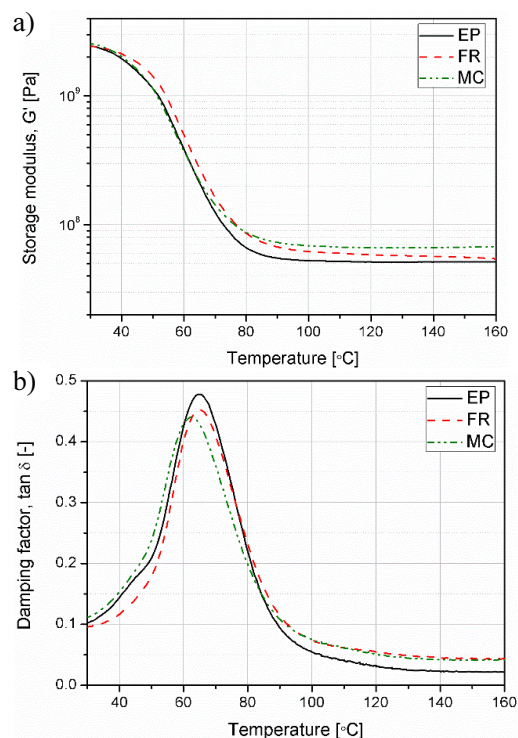 a)
Storage modulus, G' [Pa]
10⁹
10⁸
EP
FR
MC
40 60 80 100 120 140 160
Temperature [°C]
b)
Damping factor, tan δ [-]
0.5
0.4
0.3
0.2
0.1
0.0
EP
FR
MC
40 60 80 100 120 140 160
Temperature [°C]